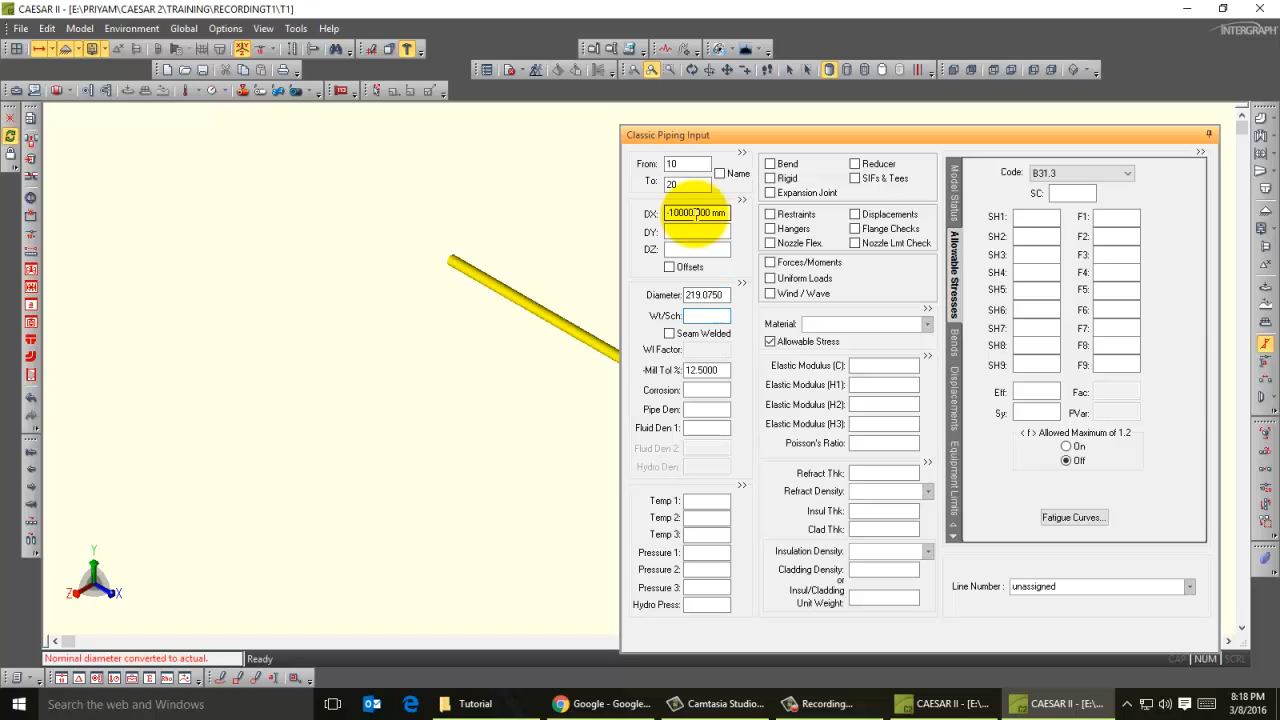 CAESAR II - [E:\PRIYAM\CAESAR 2\TRAINING\RECORDINGT1\T1]
File Edit Model Environment Global Options View Tools Help
INTERGRAPH
Classic Piping Input
From: 10
To: 20
Name
DX: -10000.000 mm
DY:
DZ:
Offsets
Diameter: 219.0750
Wt/Sch:
Seam Welded
Wl Factor:
-Mill Tol %: 12.5000
Corrosion:
Pipe Den:
Fluid Den 1:
Fluid Den 2:
Hydro Den:
Temp 1:
Temp 2:
Temp 3:
Pressure 1:
Pressure 2:
Pressure 3:
Hydro Press:
Bend Reducer
Rigid SIFs & Tees
Expansion Joint
Restraints Displacements
Hangers Flange Checks
Nozzle Flex. Nozzle Lmt Check
Forces/Moments
Uniform Loads
Wind / Wave
Material:
Allowable Stress
Elastic Modulus (C):
Elastic Modulus (H1):
Elastic Modulus (H2):
Elastic Modulus (H3):
Poisson's Ratio:
Refract Thk:
Refract Density:
Insul Thk:
Clad Thk:
Insulation Density:
Cladding Density:
or
Insul/Cladding
Unit Weight:
Model Status
Allowable Stresses
Bends
Displacements
Equipment Limits
4
Code: B31.3
SC:
SH1: F1:
SH2: F2:
SH3: F3:
SH4: F4:
SH5: F5:
SH6: F6:
SH7: F7:
SH8: F8:
SH9: F9:
Eff: Fac:
Sy: PVar:
< f > Allowed Maximum of 1.2
On
Off
Fatigue Curves...
Line Number: unassigned
Y
Z X
Nominal diameter converted to actual. Ready
CAP NUM SCRL
Search the web and Windows
Tutorial
Google - Google...
Camtasia Studio...
Recording...
CAESAR II - [E:\...
CAESAR II - [E:\...
8:18 PM
3/8/2016